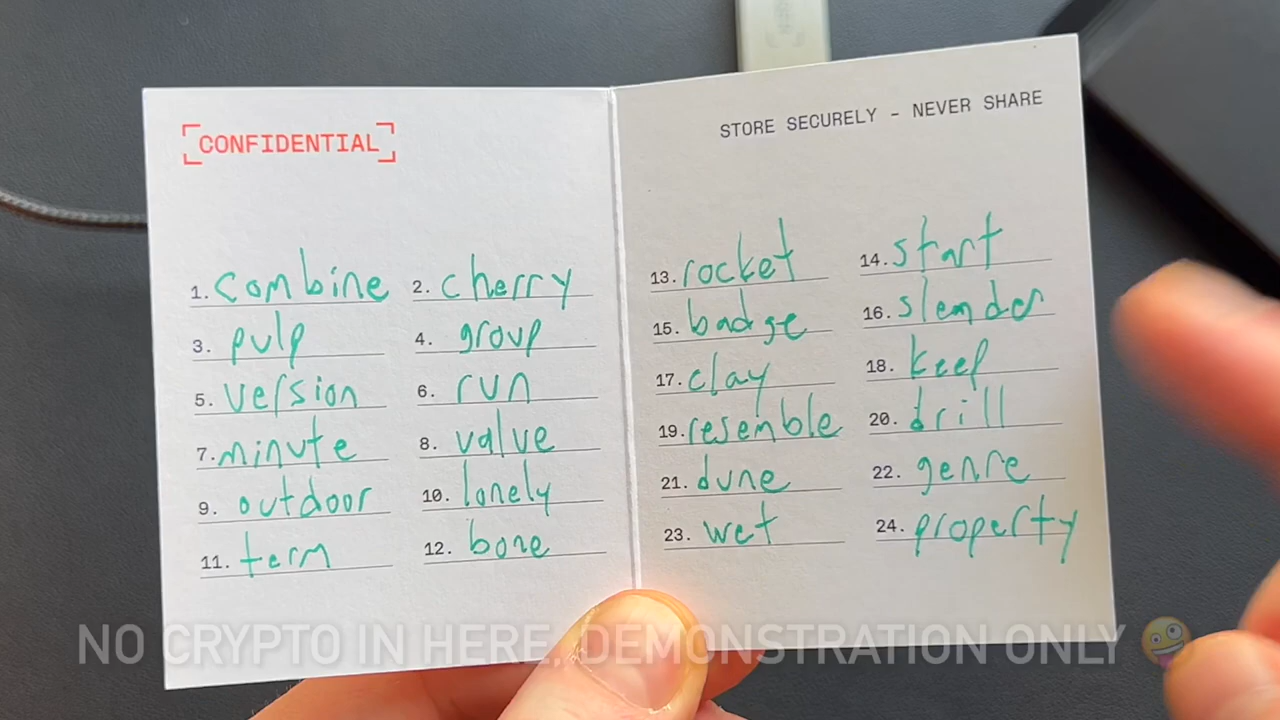 CONFIDENTIAL
1. combine 2. cherry
3. pulp 4. group
5. version 6. run
7. minute 8. value
9. outdoor 10. lonely
11. term 12. bone
STORE SECURELY - NEVER SHARE
13. rocket 14. start
15. badge 16. slender
17. clay 18. keep
19. resemble 20. drill
21. dune 22. genre
23. wet 24. property
NO CRYPTO IN HERE, DEMONSTRATION ONLY 🤪